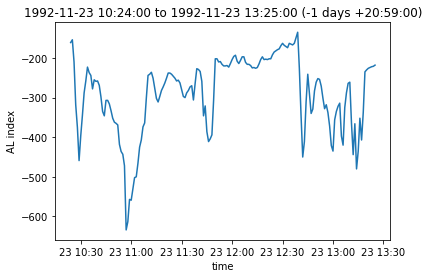 1992-11-23 10:24:00 to 1992-11-23 13:25:00 (-1 days +20:59:00)
−200
−300
−400
−500
−600
AL index
23 10:30 23 11:00 23 11:30 23 12:00 23 12:30 23 13:00 23 13:30
time